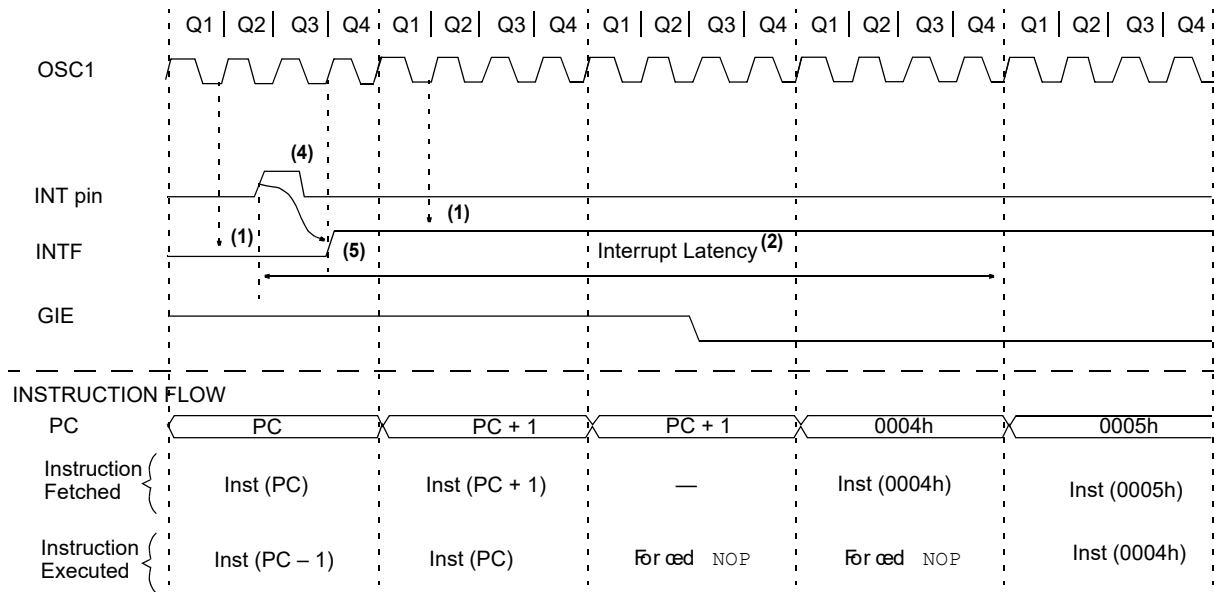 Q1 | Q2 | Q3 | Q4 Q1 | Q2 | Q3 | Q4 Q1 | Q2 | Q3 | Q4 Q1 | Q2 | Q3 | Q4 Q1 | Q2 | Q3 | Q4
OSC1
(4)
INT pin
(1)
(1)
INTF
(5)
Interrupt Latency(2)
GIE
INSTRUCTION FLOW
PC PC PC + 1 PC + 1 0004h 0005h
Instruction
Fetched
Inst (PC) Inst (PC + 1) — Inst (0004h) Inst (0005h)
Instruction
Executed
Inst (PC – 1) Inst (PC) Forced NOP Forced NOP Inst (0004h)